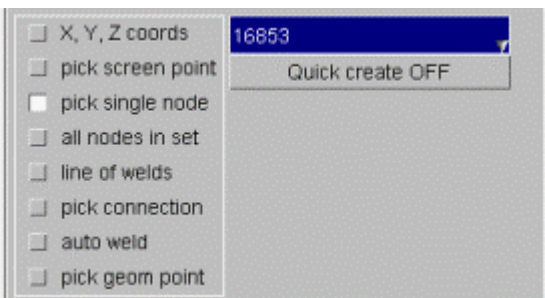 X, Y, Z coords
pick screen point
pick single node
all nodes in set
line of welds
pick connection
auto weld
pick geom point
16853
Quick create OFF